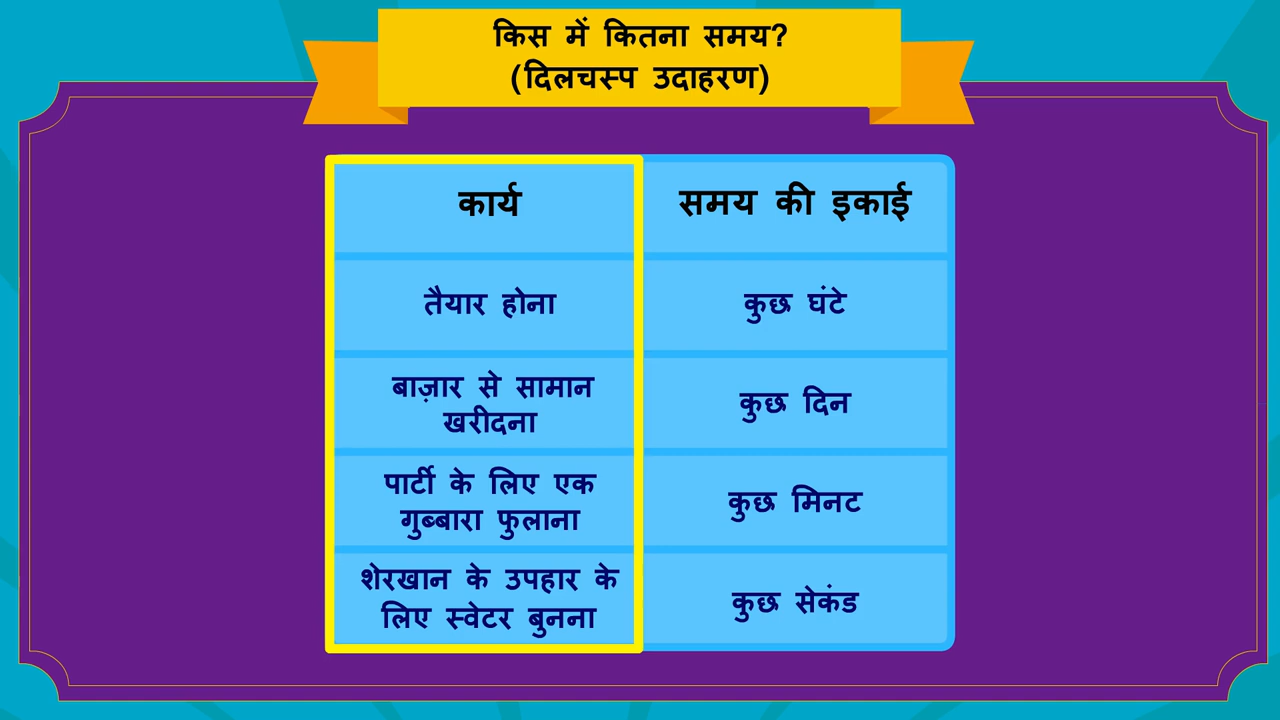 किस में कितना समय?
(दिलचस्प उदाहरण)
कार्य
समय की इकाई
तैयार होना
कुछ घंटे
बाज़ार से सामान
खरीदना
कुछ दिन
पार्टी के लिए एक
गुब्बारा फुलाना
कुछ मिनट
शेरखान के उपहार के
लिए स्वेटर बुनना
कुछ सेकंड